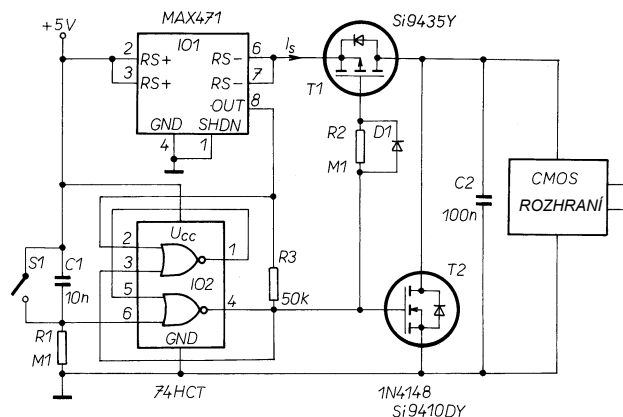 MAX471
Si9435Y
+5V
IO1
2 RS+ RS- 6
3 RS+ RS- 7
OUT 8
GND SHDN
4 1
Is
T1
R2 D1
M1
C2
100n
CMOS
ROZHRANÍ
Ucc
2 1
3
IO2
5 4
6
GND
R3
50k
T2
S1 C1
10n
R1
M1
74HCT
1N4148
Si9410DY